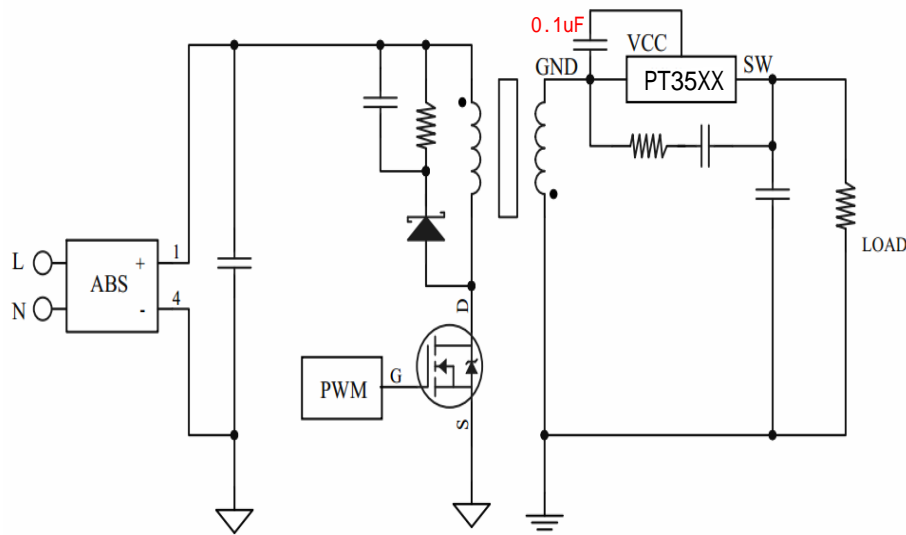 0.1uF
VCC
GND
SW
PT35XX
L
N
ABS
+
-
1
4
LOAD
D
G
S
PWM